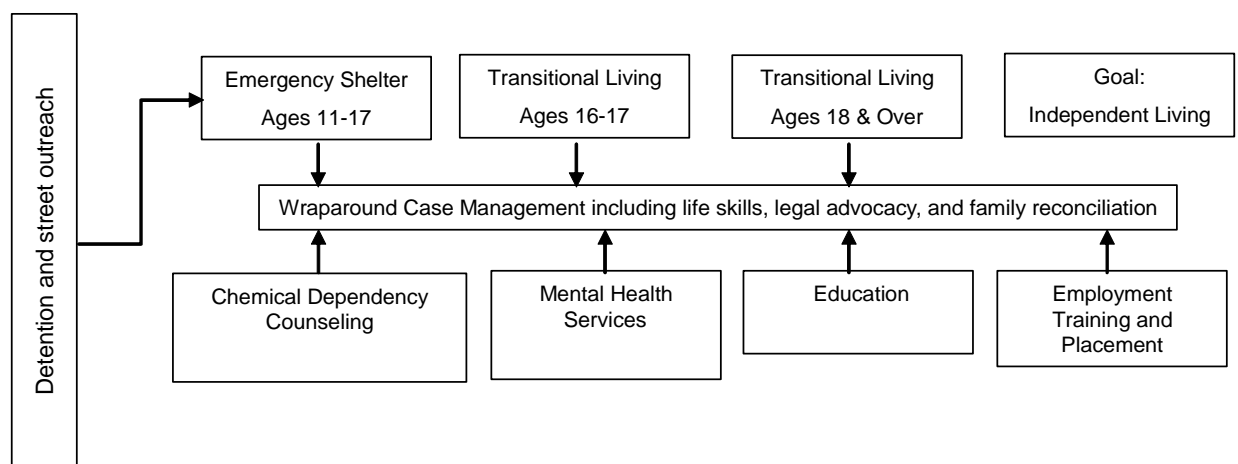 Detention and street outreach
Emergency Shelter
Ages 11-17
Transitional Living
Ages 16-17
Transitional Living
Ages 18 & Over
Goal:
Independent Living
Wraparound Case Management including life skills, legal advocacy, and family reconciliation
Chemical Dependency
Counseling
Mental Health
Services
Education
Employment
Training and
Placement